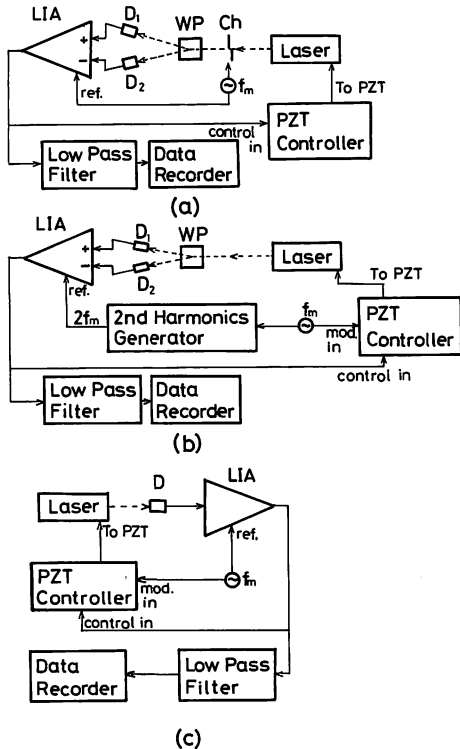 LIA D₁ WP Ch
+ Laser
−
D₂ To PZT
ref. fm
control in PZT Controller
Low Pass Filter Data Recorder
(a)
LIA D₁ WP
+ Laser
− To PZT
ref. D₂
2fm 2nd Harmonics Generator fm mod. in PZT Controller
control in
Low Pass Filter Data Recorder
(b)
LIA
D
Laser
To PZT ref.
PZT Controller mod. in fm
control in
Data Recorder Low Pass Filter
(c)